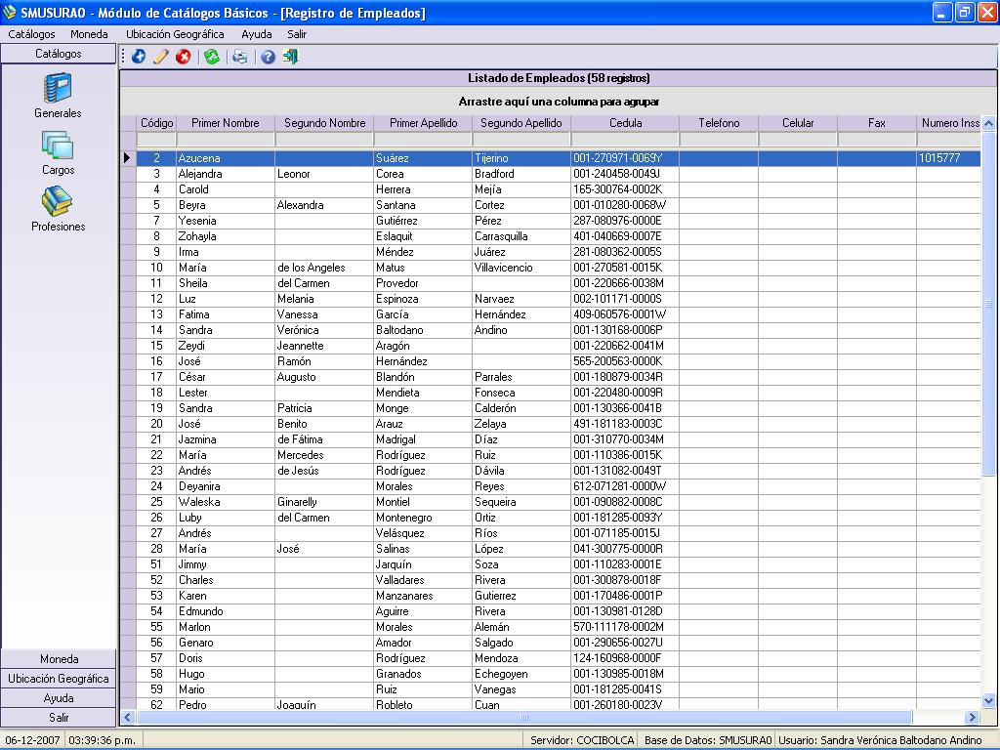 SMUSURA0 - Módulo de Catálogos Básicos - [Registro de Empleados]
Catálogos Moneda Ubicación Geográfica Ayuda Salir
Catálogos
Generales
Cargos
Profesiones
Listado de Empleados (58 registros)
Arrastre aquí una columna para agrupar
Código Primer Nombre Segundo Nombre Primer Apellido Segundo Apellido Cedula Telefono Celular Fax Numero Inss
2 Azucena Suárez Tijerino 001-270971-0069Y 1015777
3 Alejandra Leonor Corea Bradford 001-240458-0049J
4 Carold Herrera Mejía 165-300764-0002K
5 Beyra Alexandra Santana Cortez 001-010280-0068W
7 Yesenia Gutiérrez Pérez 287-080976-0000E
8 Zohayla Eslaquit Carrasquilla 401-040669-0007E
9 Irma Méndez Juárez 281-080362-0005S
10 María de los Angeles Matus Villavicencio 001-270581-0015K
11 Sheila del Carmen Provedor 001-220666-0038M
12 Luz Melania Espinoza Narvaez 002-101171-0000S
13 Fatima Vanessa García Hernández 409-060576-0001W
14 Sandra Verónica Baltodano Andino 001-130168-0006P
15 Zeydi Jeannette Aragón 001-220662-0041M
16 José Ramón Hernández 565-200563-0000K
17 César Augusto Blandón Parrales 001-180879-0034R
18 Lester Mendieta Fonseca 001-220480-0009R
19 Sandra Patricia Monge Calderón 001-130366-0041B
20 José Benito Arauz Zelaya 491-181183-0003C
21 Jazmina de Fátima Madrigal Díaz 001-310770-0034M
22 María Mercedes Rodríguez Ruiz 001-110386-0015K
23 Andrés de Jesús Rodríguez Dávila 001-131082-0049T
24 Deyanira Morales Reyes 612-071281-0000W
25 Waleska Ginarelly Montiel Sequeira 001-090882-0008C
26 Luby del Carmen Montenegro Ortiz 001-181285-0093Y
27 Andrés Velásquez Ríos 001-071185-0015J
28 María José Salinas López 041-300775-0000R
51 Jimmy Jarquín Soza 001-110283-0001E
52 Charles Valladares Rivera 001-300878-0018F
53 Karen Manzanares Gutierrez 001-170486-0001P
54 Edmundo Aguirre Rivera 001-130981-0128D
55 Marlon Morales Alemán 570-111178-0002M
56 Genaro Amador Salgado 001-290656-0027U
57 Doris Rodríguez Mendoza 124-160968-0000F
58 Hugo Granados Echegoyen 001-130985-0018M
59 Mario Ruiz Vanegas 001-181285-0041S
62 Pedro Joaquín Robleto Cuan 001-260180-0023V
Moneda
Ubicación Geográfica
Ayuda
Salir
06-12-2007 03:39:36 p.m. Servidor: COCIBOLCA Base de Datos: SMUSURA0 Usuario: Sandra Verónica Baltodano Andino